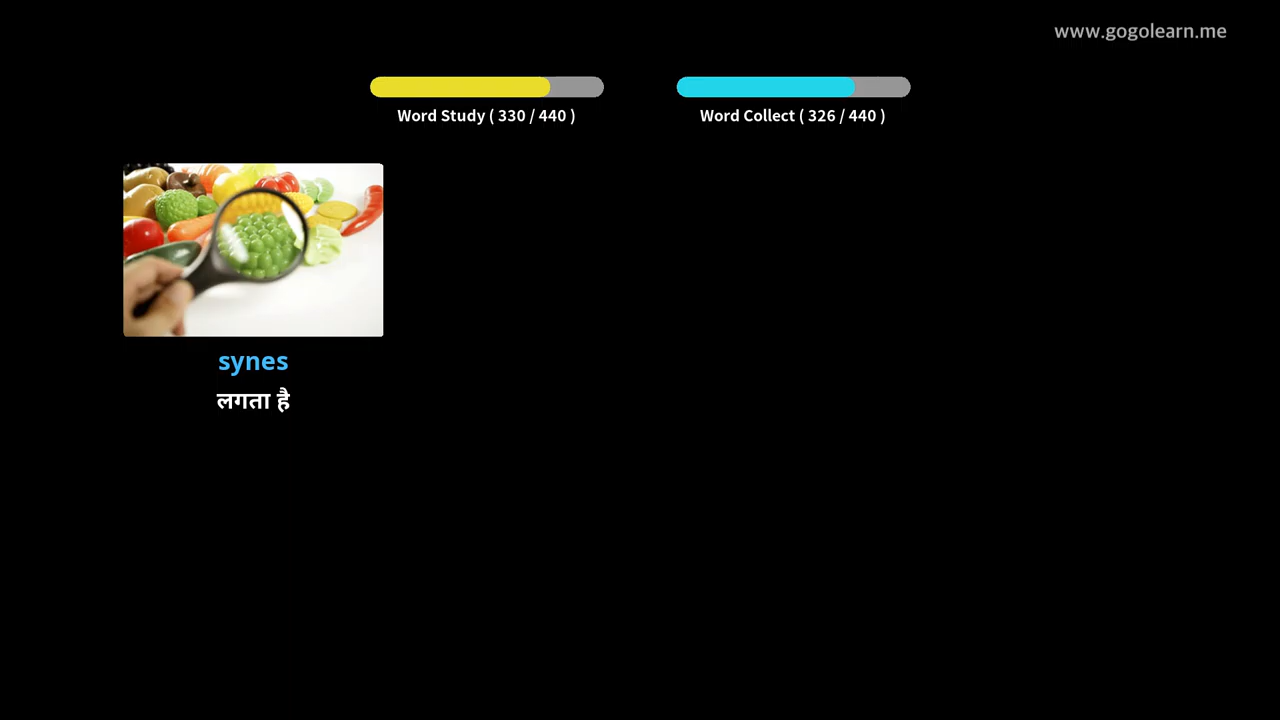 www.gogolearn.me
Word Study ( 330 / 440 )
Word Collect ( 326 / 440 )
synes
लगता है